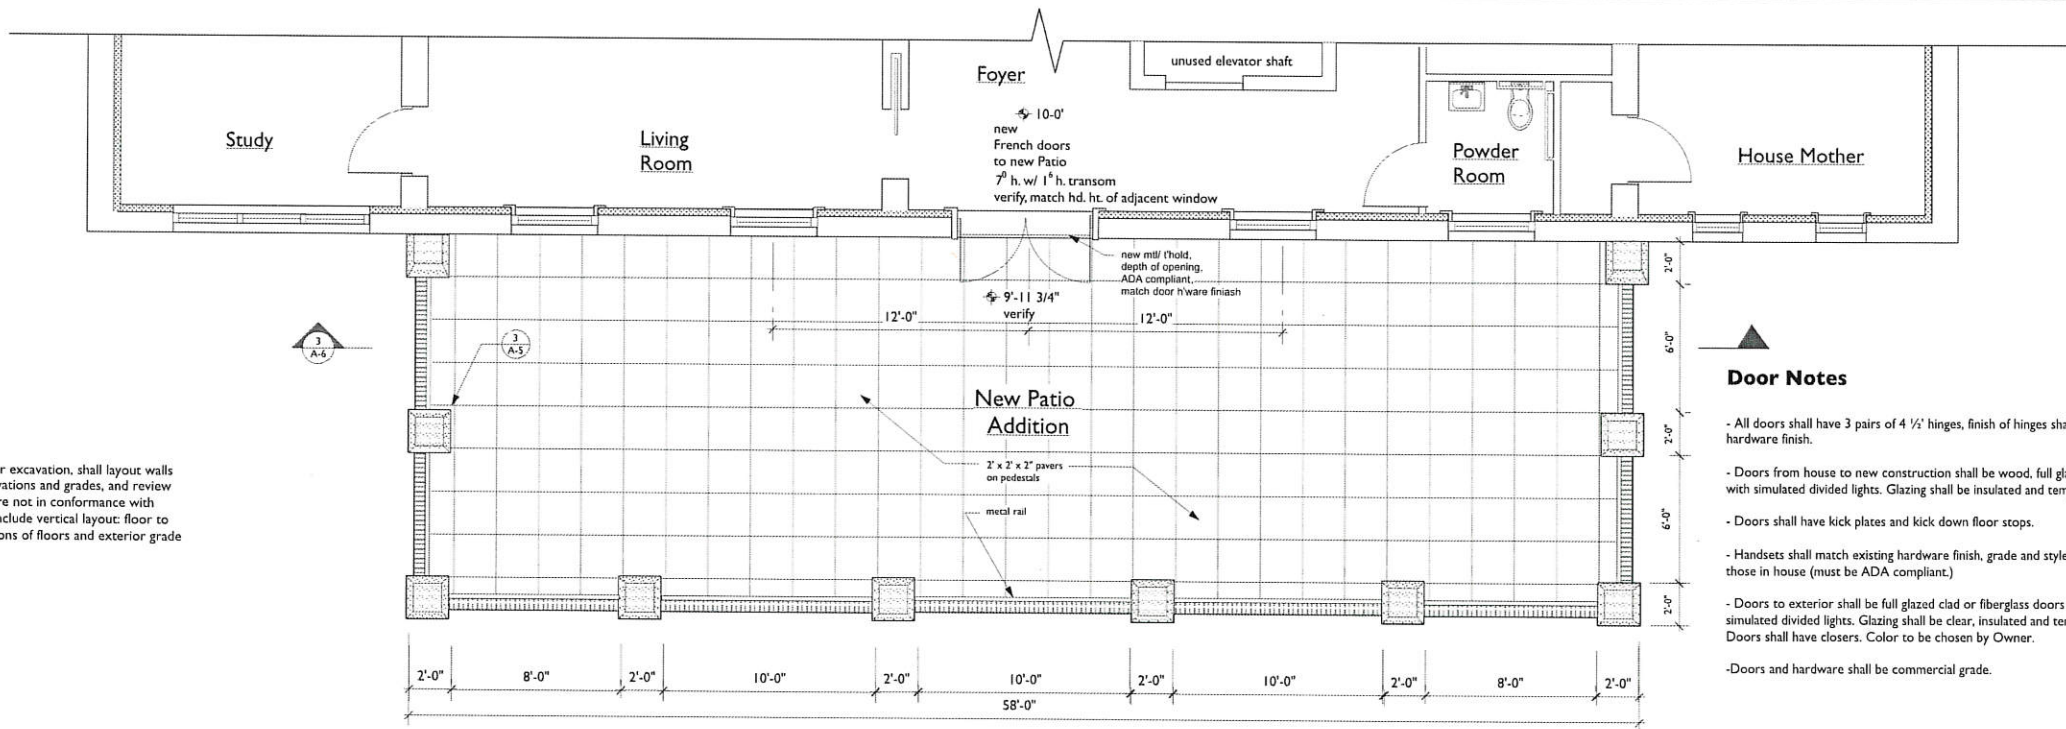 unused elevator shaft
Foyer
10-0'
new
French doors
to new Patio
7⁰ h. w/ 1⁶ h. transom
verify, match hd. ht. of adjacent window
Study
Living
Room
Powder
Room
House Mother
new mtl/ t'hold,
depth of opening,
ADA compliant,
match door h'ware finiash
9'-11 3/4"
verify
12'-0"
12'-0"
3
A-6
3
A-5
New Patio
Addition
2' x 2' x 2" pavers
on pedestals
metal rail
2'-0"
6'-0"
2'-0"
6'-0"
2'-0"
r excavation, shall layout walls
vations and grades, and review
re not in conformance with
nclude vertical layout: floor to
ons of floors and exterior grade
Door Notes
- All doors shall have 3 pairs of 4 ½' hinges, finish of hinges sha
hardware finish.
- Doors from house to new construction shall be wood, full gla
with simulated divided lights. Glazing shall be insulated and tem
- Doors shall have kick plates and kick down floor stops.
- Handsets shall match existing hardware finish, grade and style
those in house (must be ADA compliant.)
- Doors to exterior shall be full glazed clad or fiberglass doors
simulated divided lights. Glazing shall be clear, insulated and te
Doors shall have closers. Color to be chosen by Owner.
-Doors and hardware shall be commercial grade.
2'-0"
8'-0"
2'-0"
10'-0"
2'-0"
10'-0"
2'-0"
10'-0"
2'-0"
8'-0"
2'-0"
58'-0"